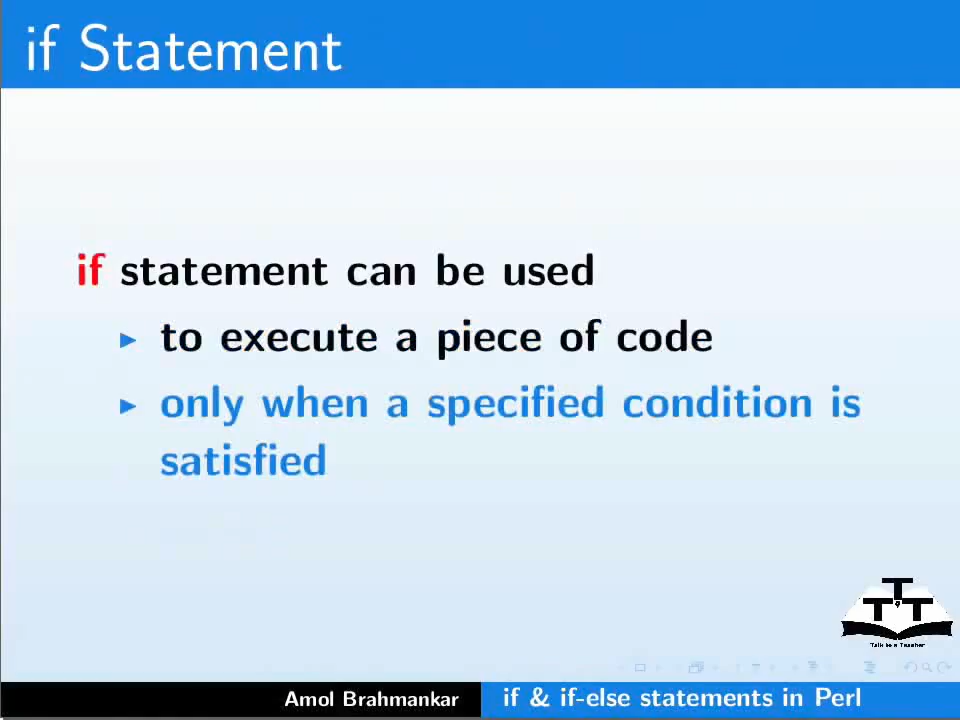 if Statement
if statement can be used
to execute a piece of code
only when a specified condition is
satisfied
T
T T
Talk to a Teacher
Amol Brahmankar
if & if-else statements in Perl